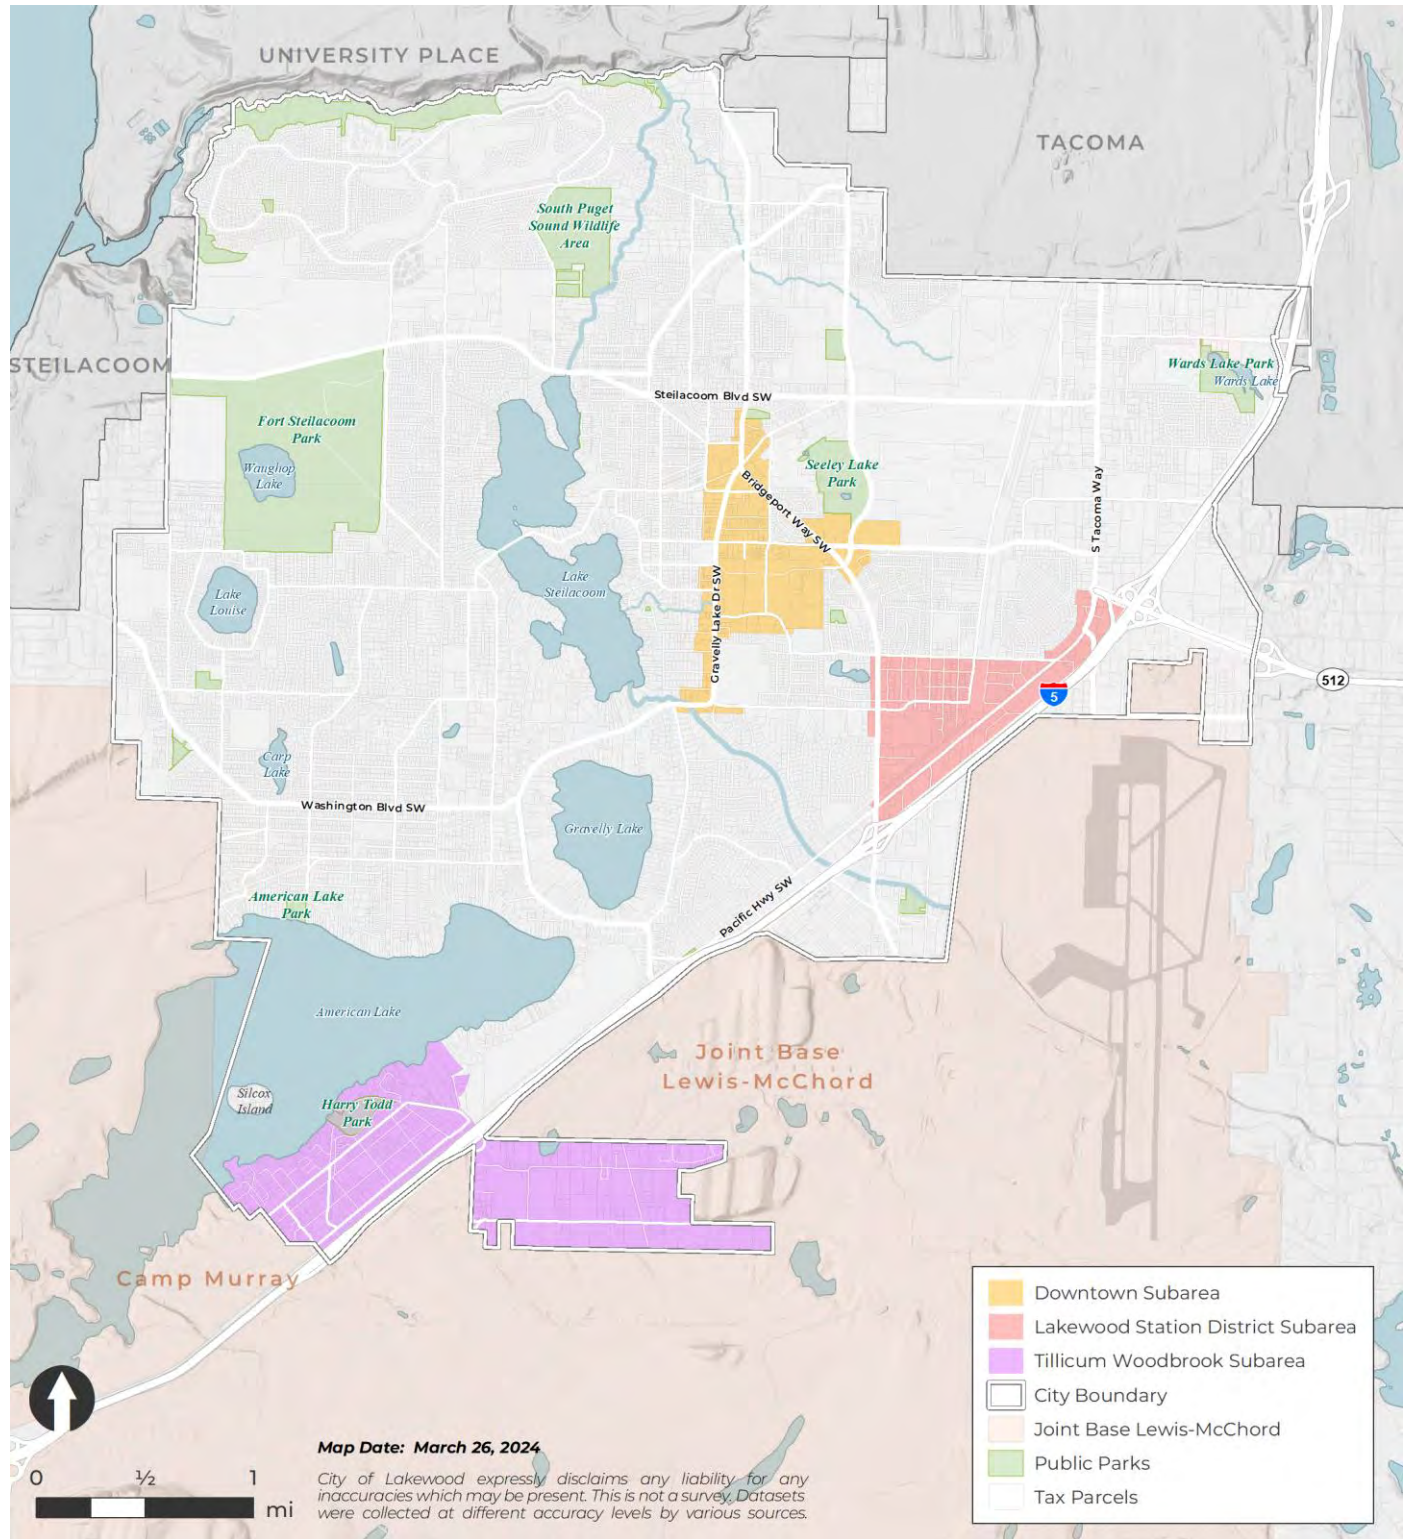 UNIVERSITY PLACE
TACOMA
South Puget
Sound Wildlife
Area
STEILACOOM
Wards Lake Park
Wards Lake
Steilacoom Blvd SW
Fort Steilacoom
Park
Waughop
Lake
Seeley Lake
Park
Bridgeport Way SW
S Tacoma Way
Lake
Louise
Lake
Steilacoom
Gravelly Lake Dr SW
512
5
Carp
Lake
Washington Blvd SW
Gravelly Lake
American Lake
Park
Pacific Hwy SW
American Lake
Joint Base
Lewis-McChord
Silcox
Island
Harry Todd
Park
Camp Murray
Downtown Subarea
Lakewood Station District Subarea
Tillicum Woodbrook Subarea
City Boundary
Joint Base Lewis-McChord
Public Parks
Tax Parcels
Map Date: March 26, 2024
0 ½ 1
mi
City of Lakewood expressly disclaims any liability for any
inaccuracies which may be present. This is not a survey. Datasets
were collected at different accuracy levels by various sources.